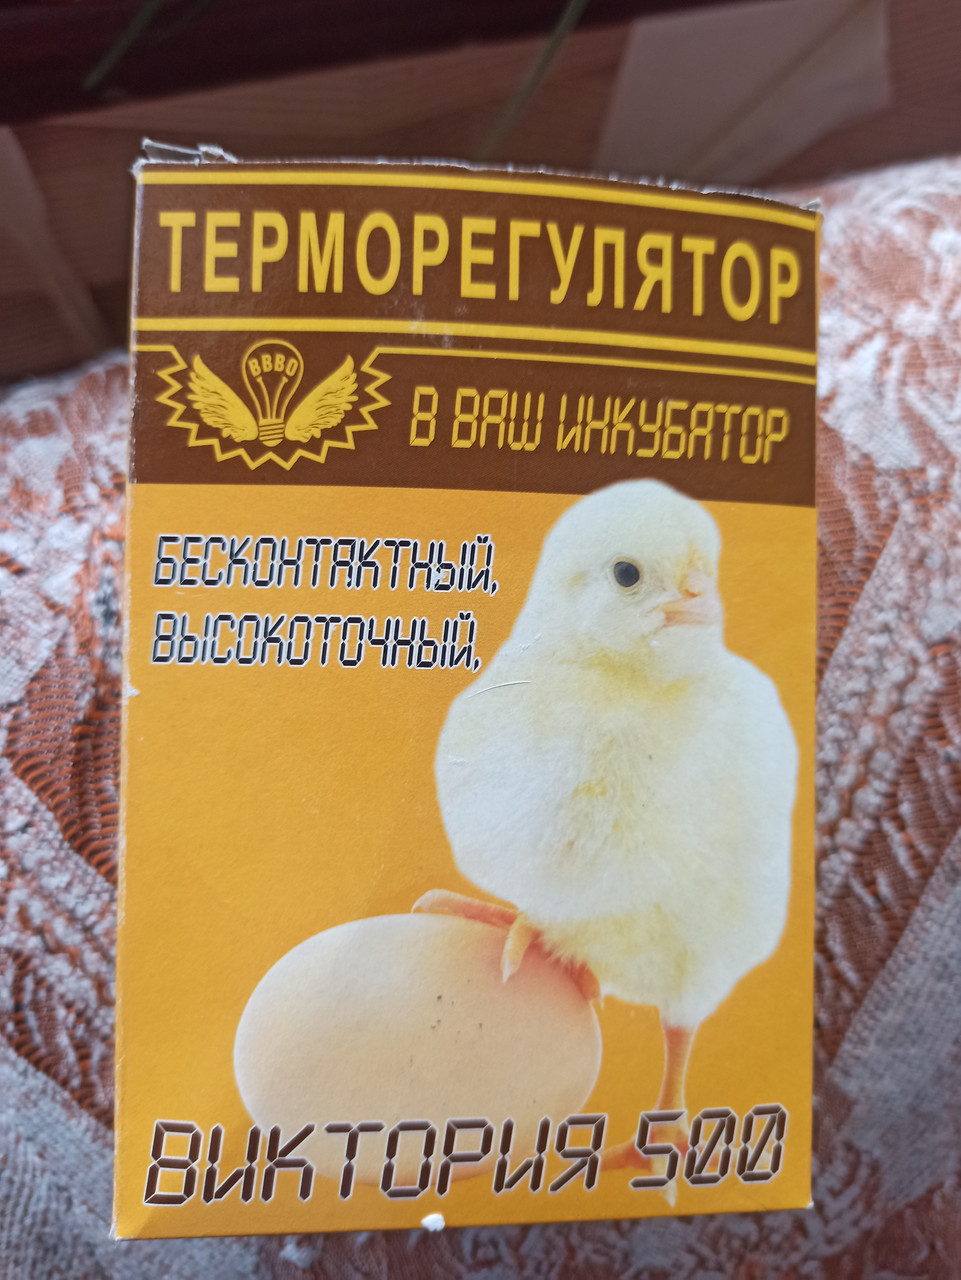 ТЕРМОРЕГУЛЯТОР
ВВВО
В ВАШ ИНКУБАТОР
БЕСКОНТАКТНЫЙ,
ВЫСОКОТОЧНЫЙ,
ВИКТОРИЯ 500